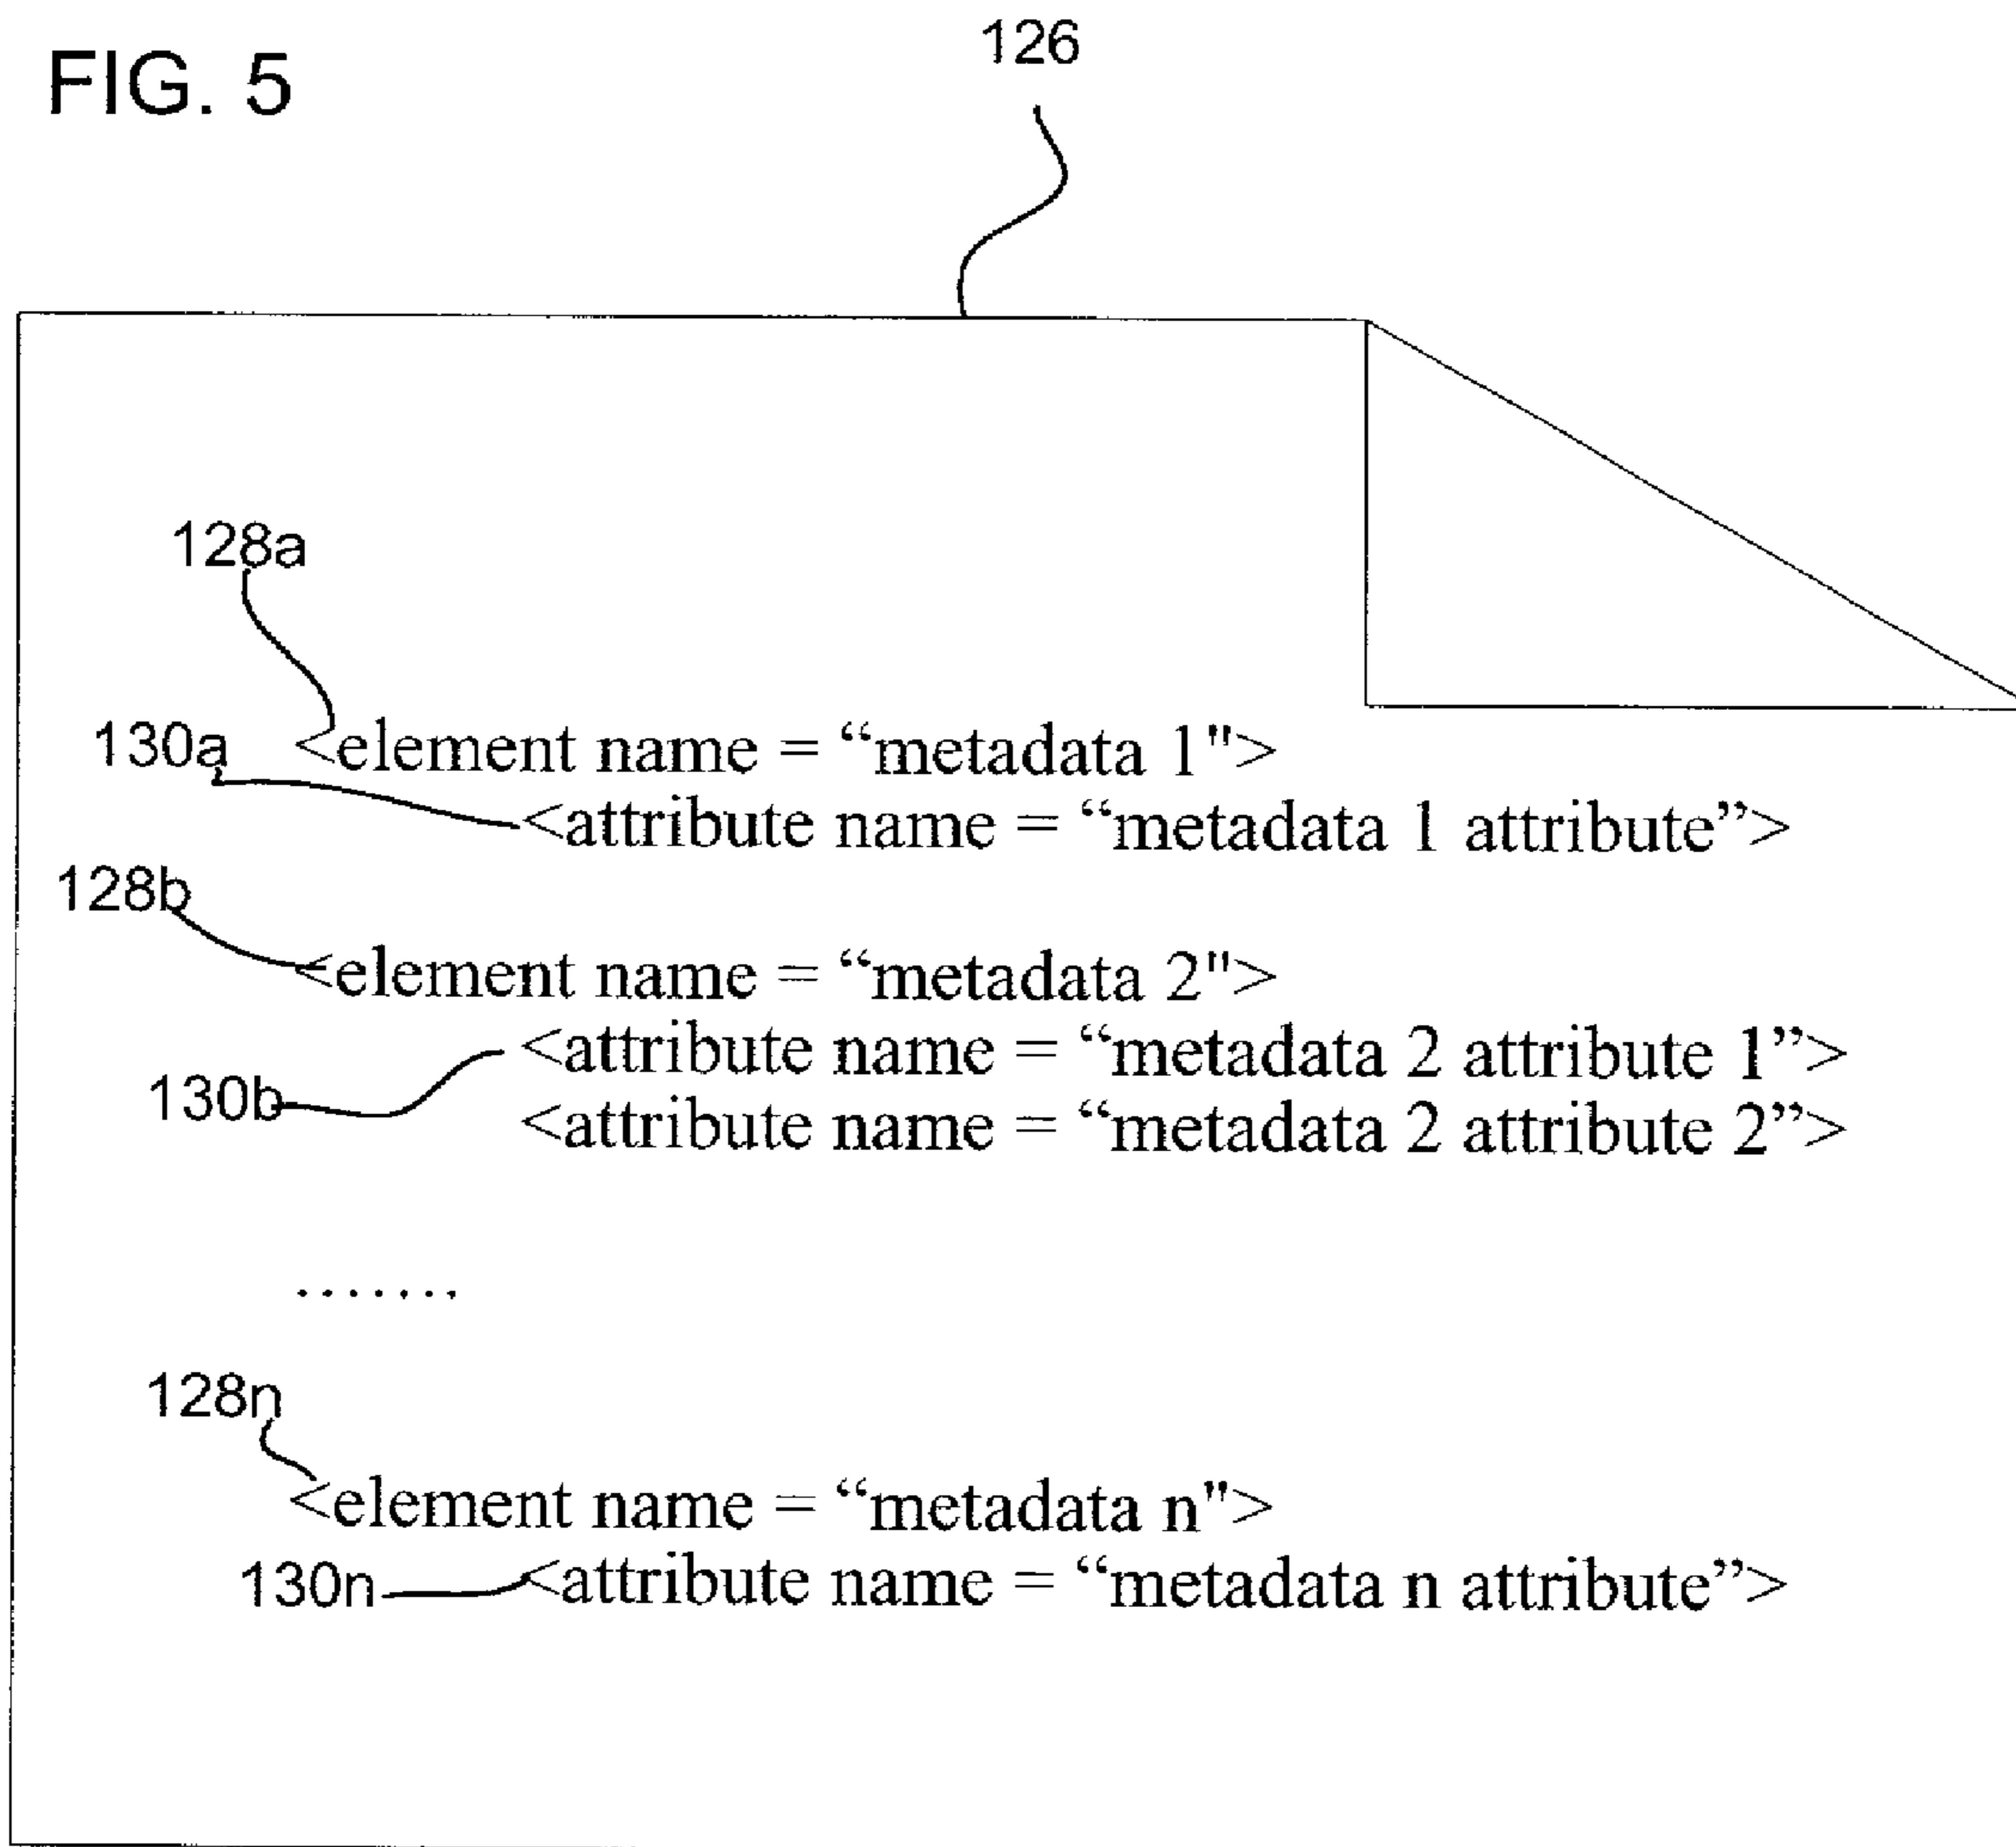 FIG. 5
126
128a
130a <element name = “metadata 1">
<attribute name = “metadata 1 attribute”>
128b
<element name = “metadata 2">
<attribute name = “metadata 2 attribute 1”>
130b
<attribute name = “metadata 2 attribute 2”>
.......
128n
<element name = “metadata n">
130n <attribute name = “metadata n attribute”>